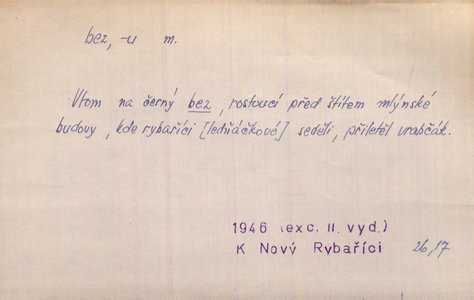 bez, -u m.
Vtom na černý bez, rostoucí před štítem mlýnské
budovy, kde rybaříci [ledňáčkové] seděli, přiletěl vrabčák.
1946 (exc. II. vyd.)
K Nový Rybaříci 26,17